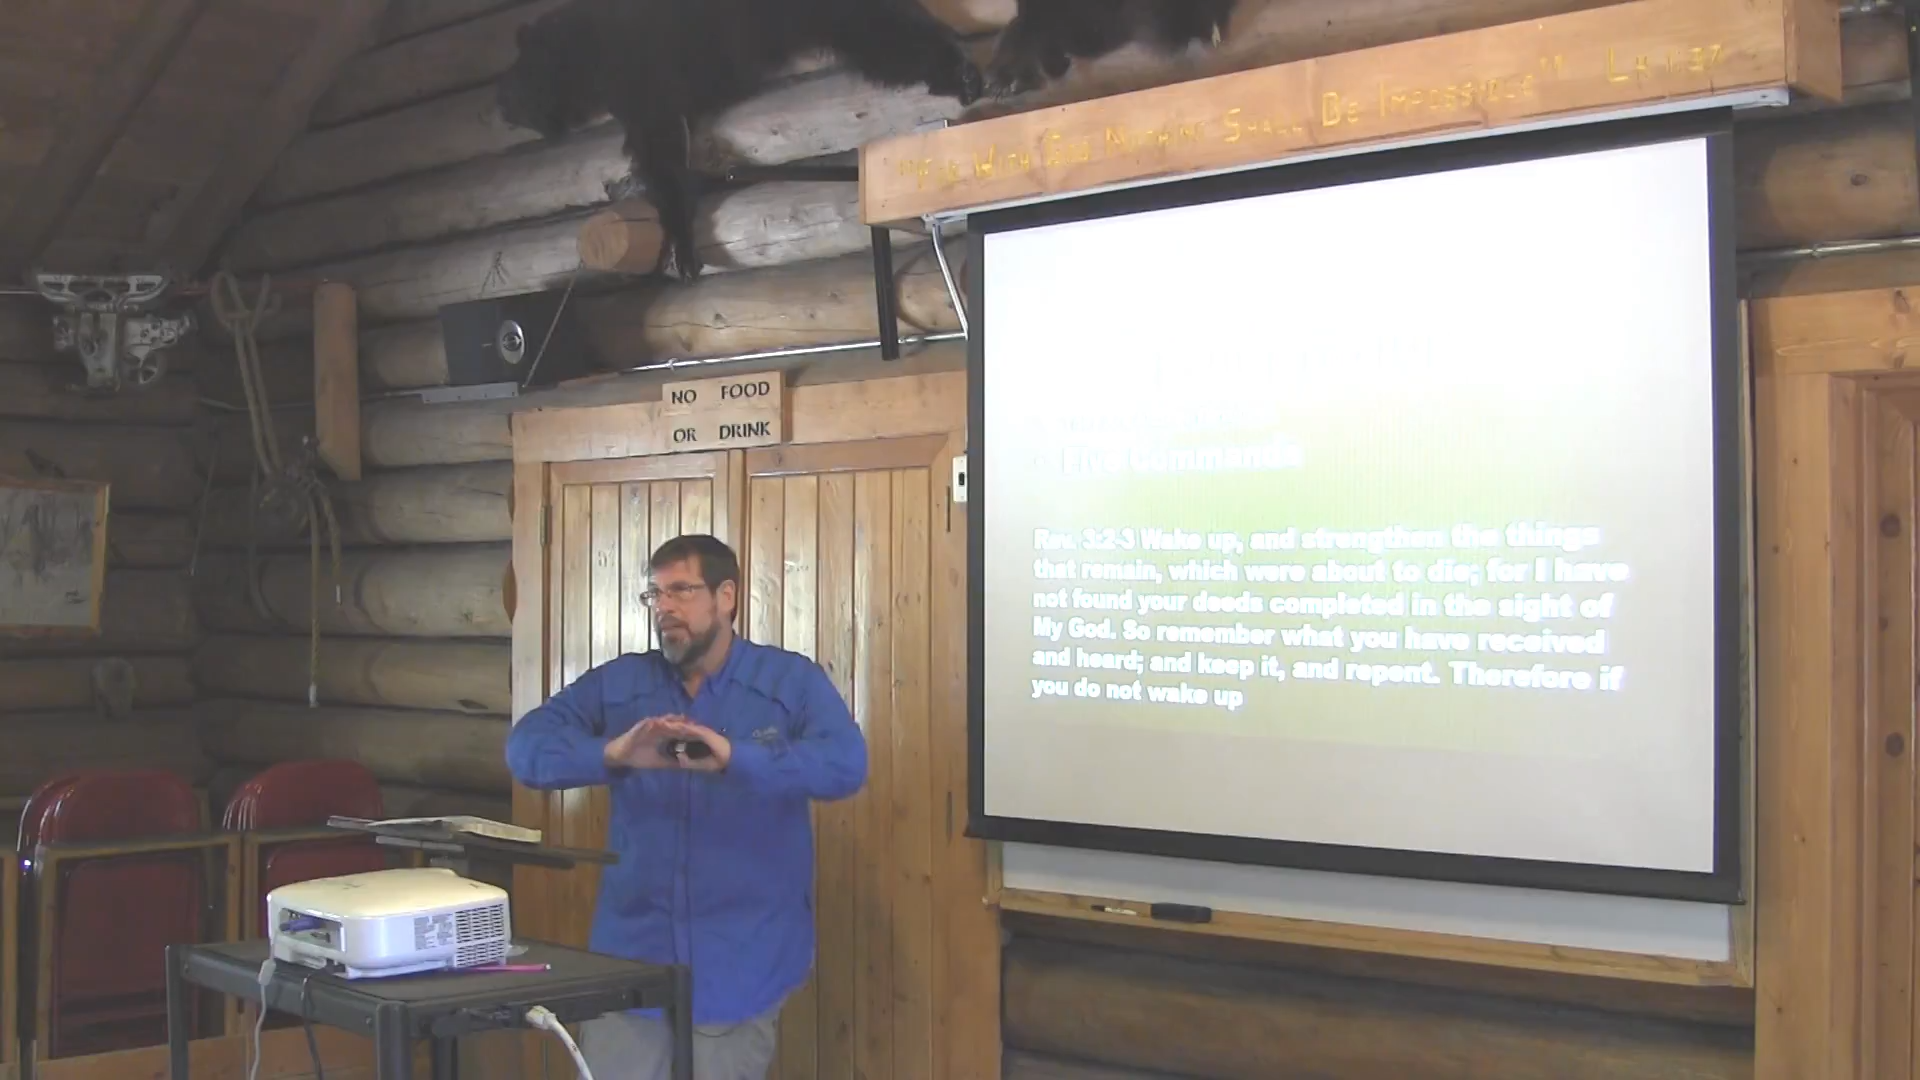 "For With God Nothing Shall Be Impossible" Lk 1:37
NO FOOD
OR DRINK
Five Commands
Rev. 3:2-3 Wake up, and strengthen the things
that remain, which were about to die; for I have
not found your deeds completed in the sight of
My God. So remember what you have received
and heard; and keep it, and repent. Therefore if
you do not wake up